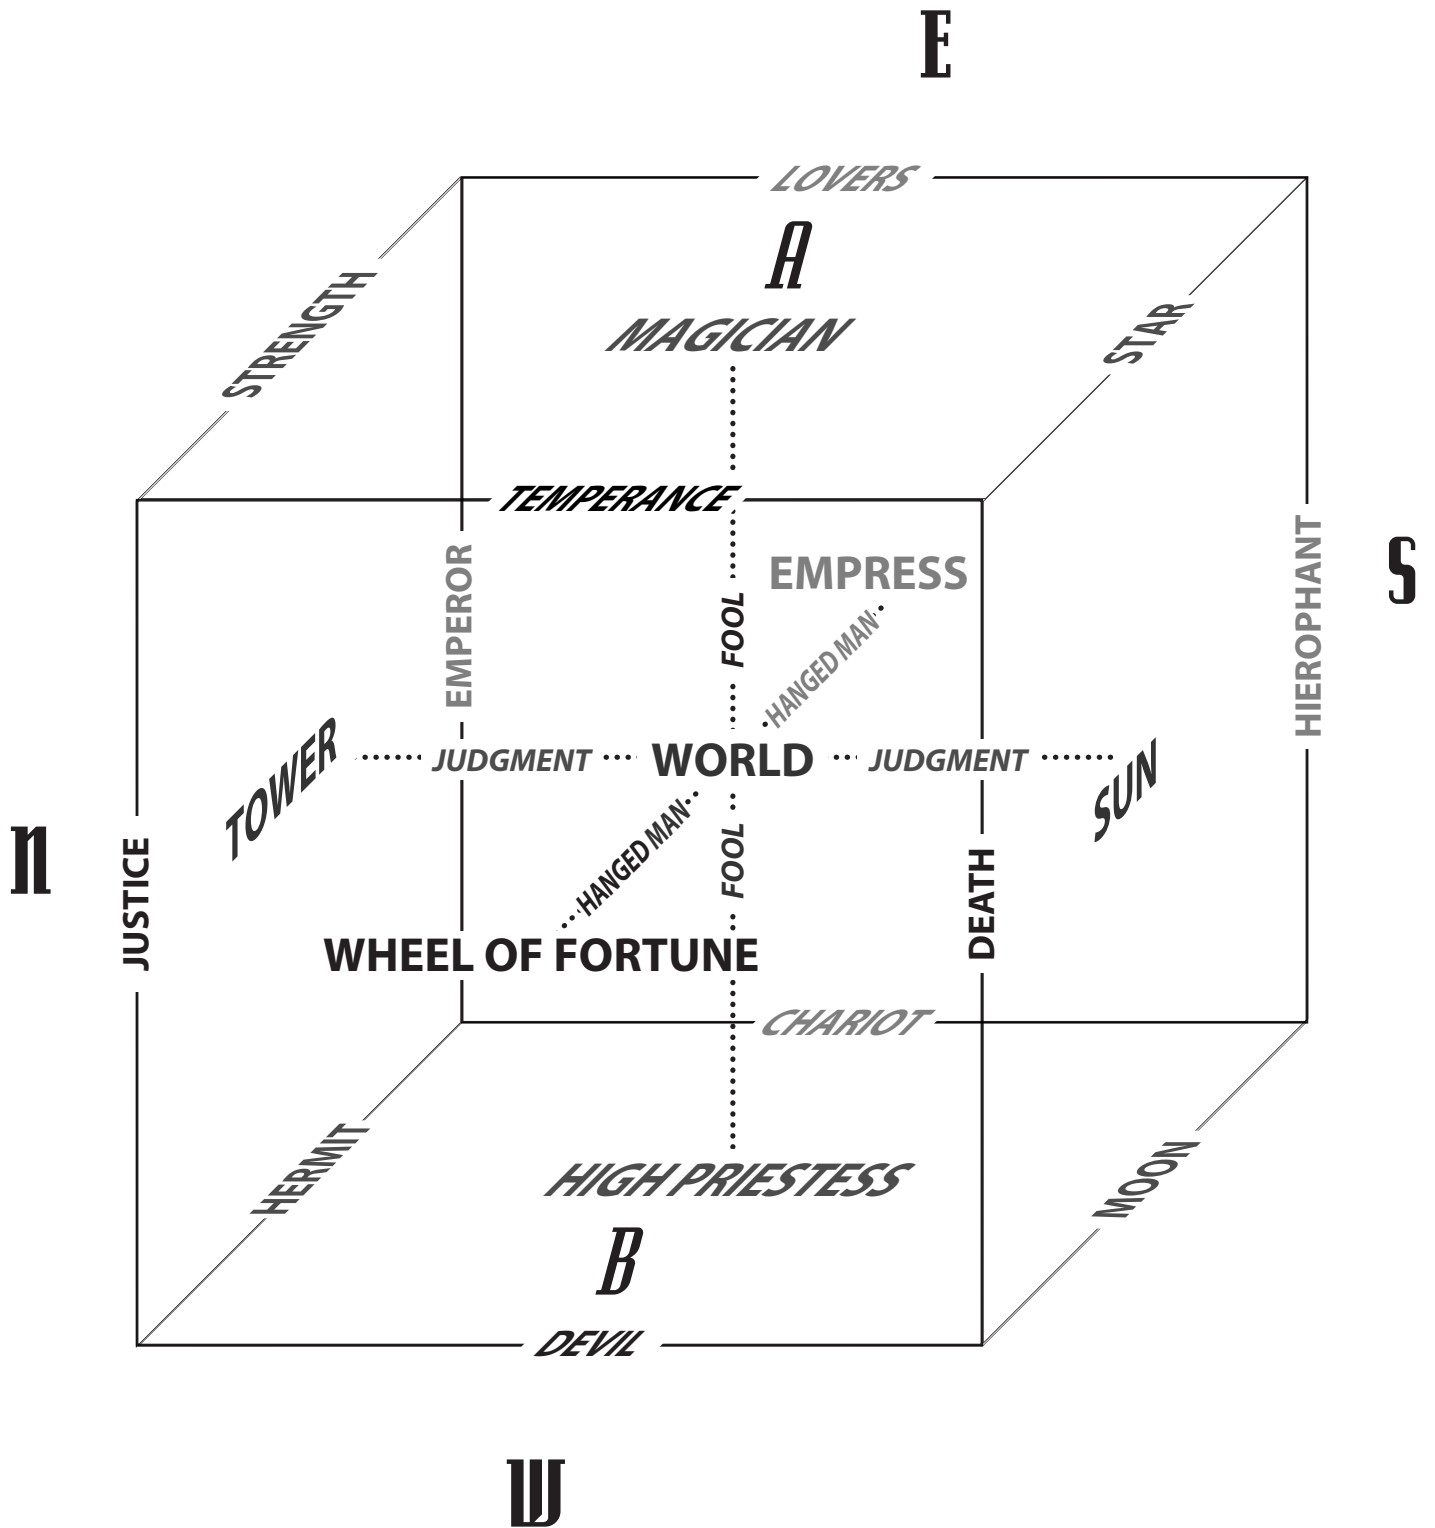 E
LOVERS
A
STRENGTH
MAGICIAN
STAR
TEMPERANCE
EMPEROR
EMPRESS
HIEROPHANT
S
FOOL
HANGED MAN
TOWER
JUDGMENT
WORLD
JUDGMENT
SUN
N
JUSTICE
HANGED MAN
FOOL
DEATH
WHEEL OF FORTUNE
CHARIOT
HERMIT
HIGH PRIESTESS
MOON
B
DEVIL
W